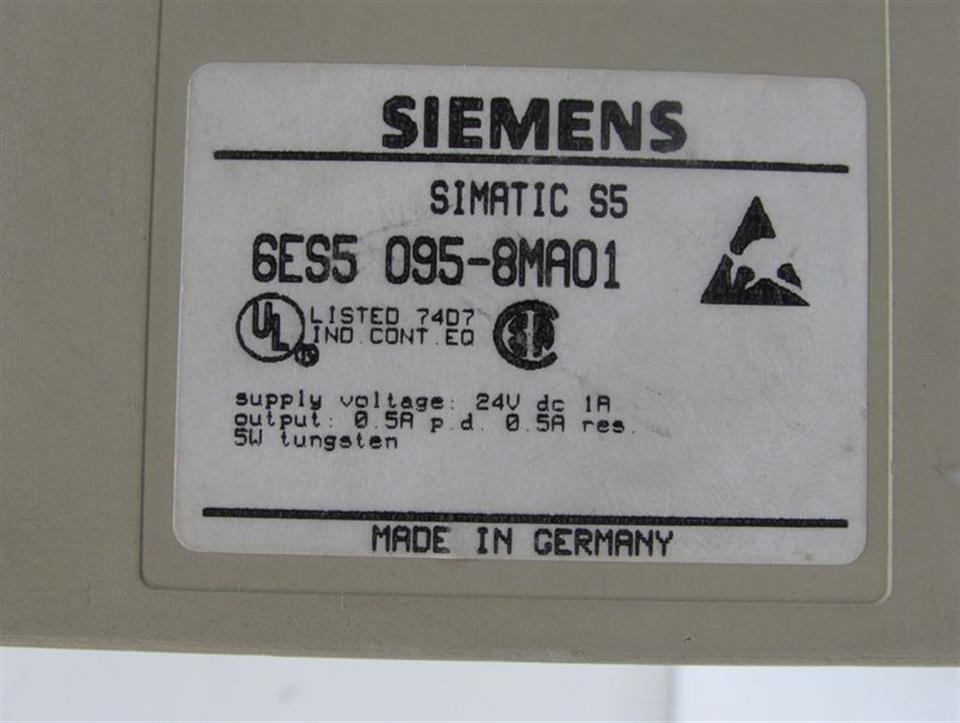 SIEMENS
SIMATIC S5
6ES5 095-8MA01
UL LISTED 74D7
IND.CONT.EQ
supply voltage: 24V dc 1A
output: 0.5A p.d. 0.5A res.
5W tungsten
MADE IN GERMANY